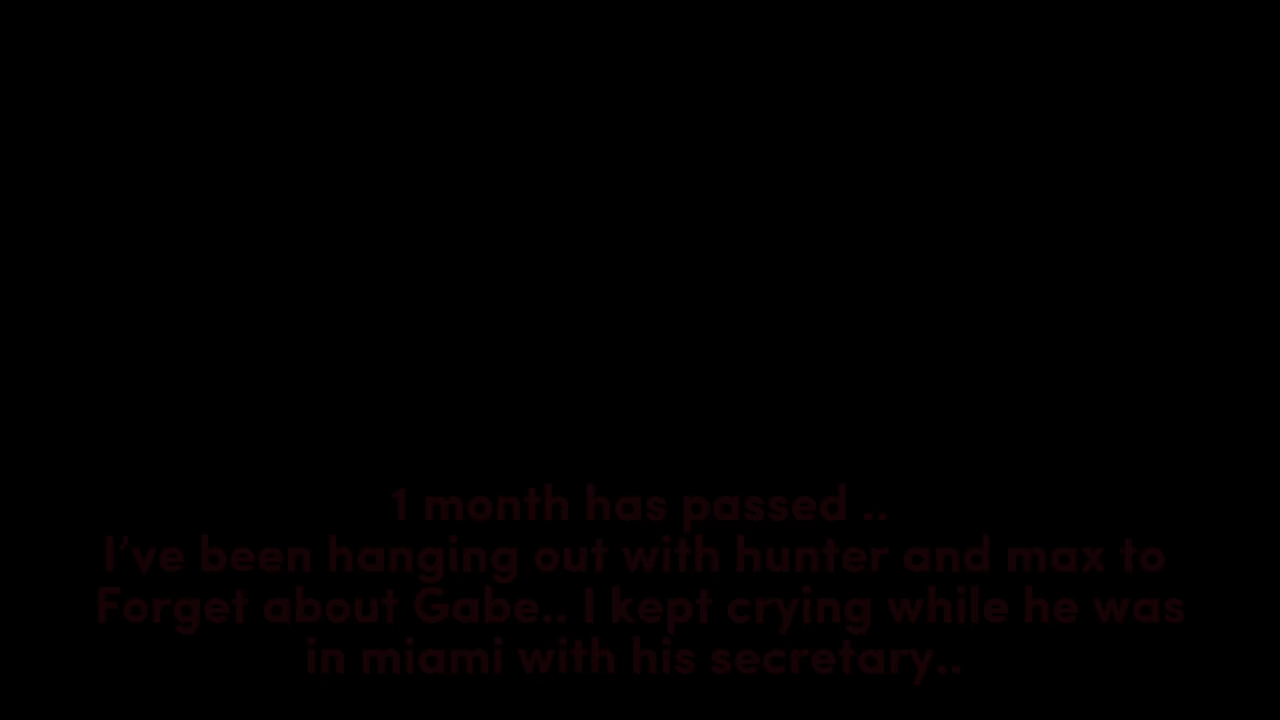 1 month has passed ..
I've been hanging out with hunter and max to
Forget about Gabe.. I kept crying while he was
in miami with his secretary..